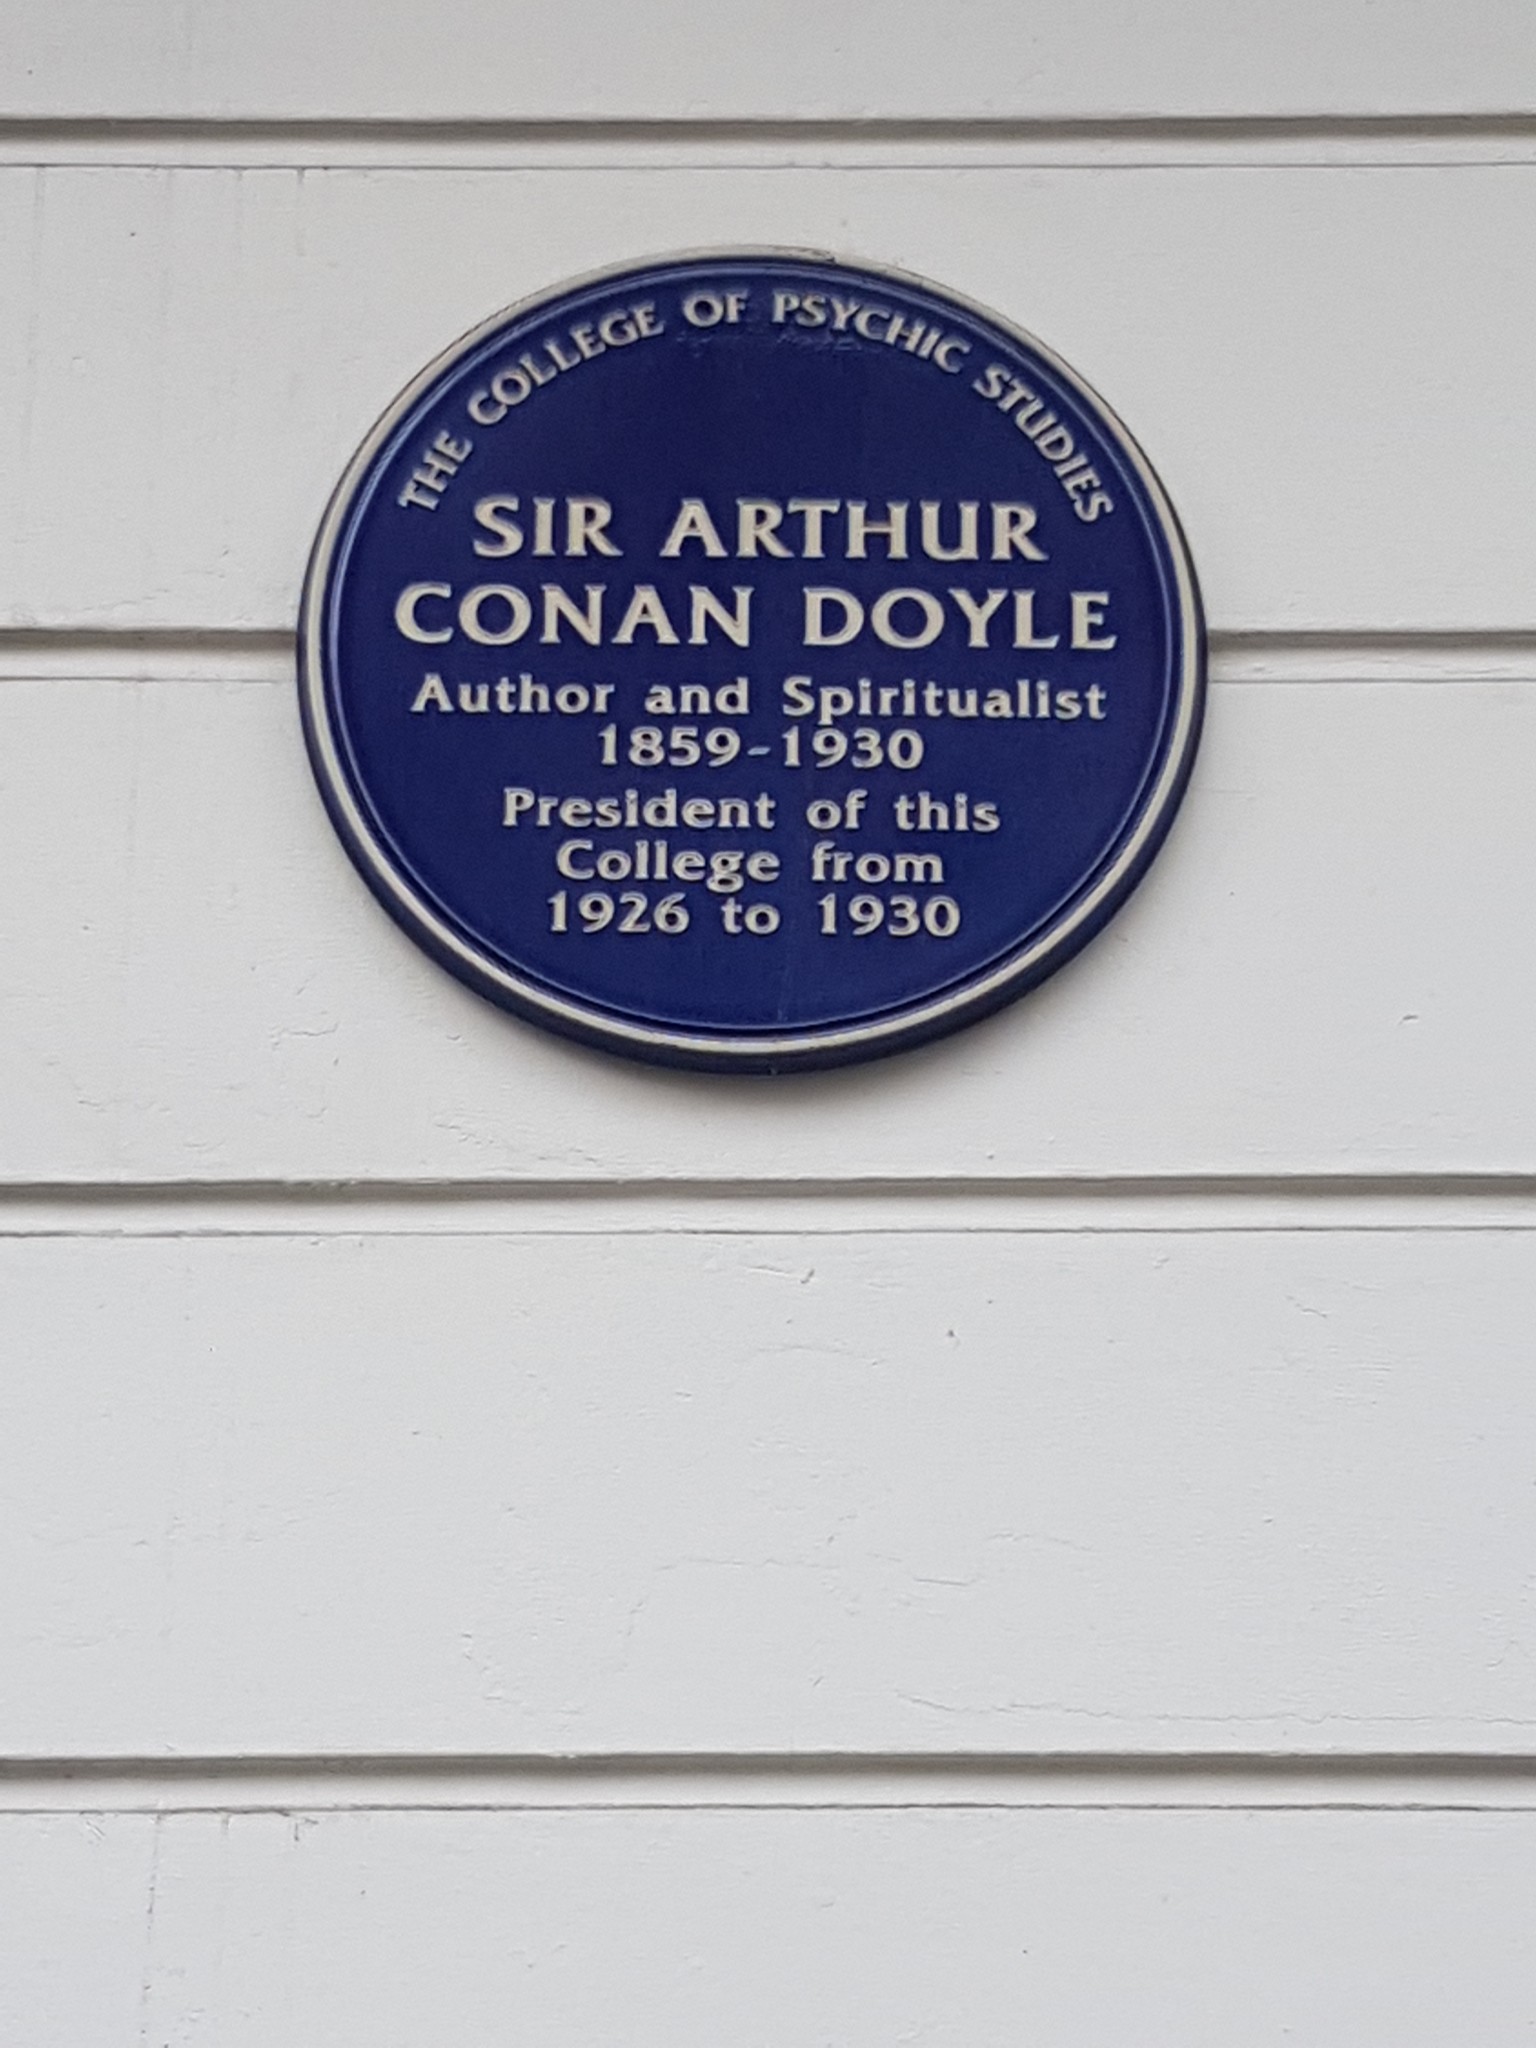 THE COLLEGE OF PSYCHIC STUDIES
SIR ARTHUR
CONAN DOYLE
Author and Spiritualist
1859-1930
President of this
College from
1926 to 1930